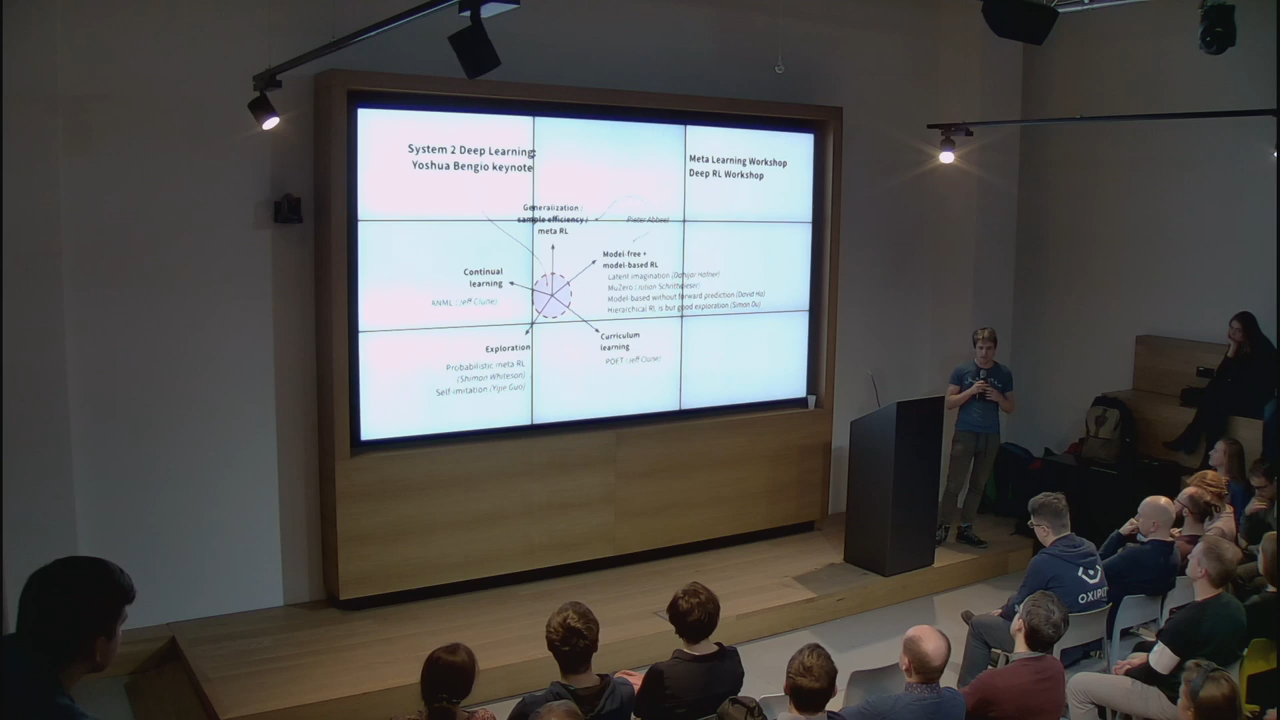 System 2 Deep Learning
Yoshua Bengio keynote
Meta Learning Workshop
Deep RL Workshop
Generalization /
sample efficiency /
meta RL
Pieter Abbeel
Model-free +
model-based RL
Latent imagination (Danijar Hafner)
MuZero (Julian Schrittwieser)
Model-based without forward prediction (David Ha)
Hierarchical RL is but good exploration (Simon Du)
Continual
learning
ANML (Jeff Clune)
Exploration
Probabilistic meta RL
(Shimon Whiteson)
Self-imitation (Yijie Guo)
Curriculum
learning
POET (Jeff Clune)
OXIPIT